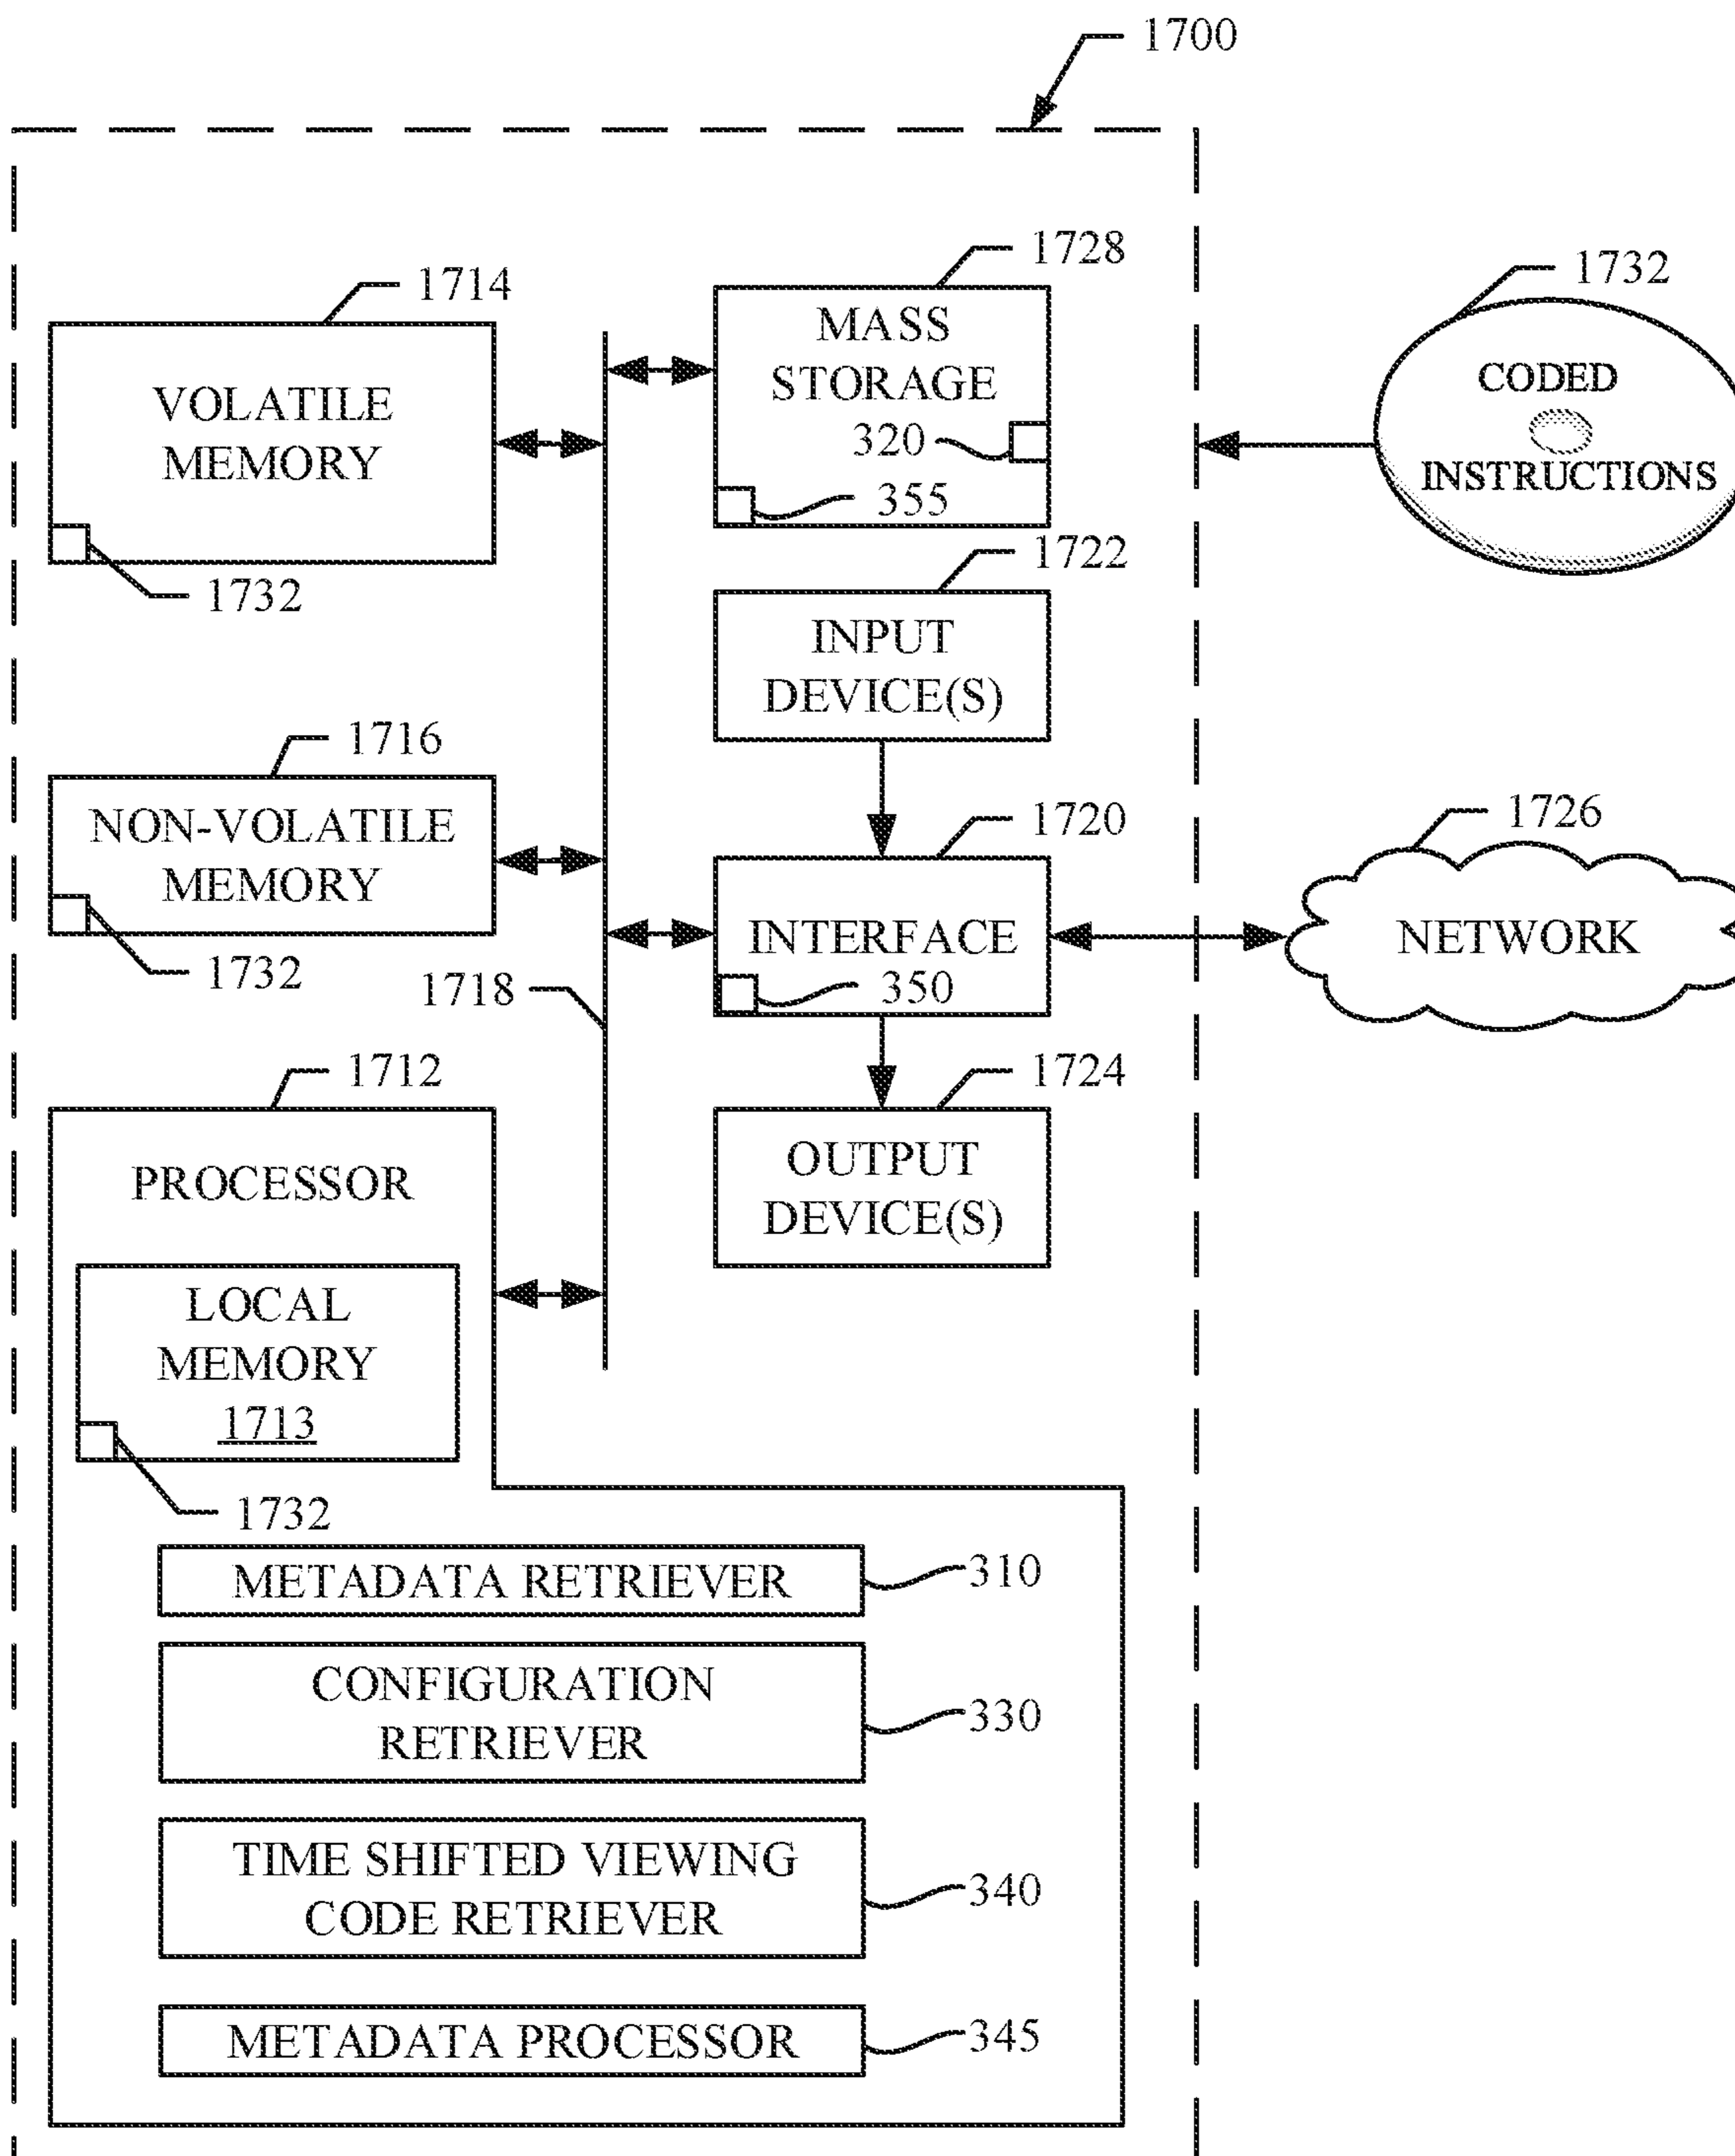 1700
1714
VOLATILE
MEMORY
1732
1728
MASS
STORAGE
320
355
1732
CODED
INSTRUCTIONS
1722
INPUT
DEVICE(S)
1716
NON-VOLATILE
MEMORY
1732
1718
1720
INTERFACE
350
1726
NETWORK
1724
OUTPUT
DEVICE(S)
1712
PROCESSOR
LOCAL
MEMORY
1713
1732
METADATA RETRIEVER
310
CONFIGURATION
RETRIEVER
330
TIME SHIFTED VIEWING
CODE RETRIEVER
340
METADATA PROCESSOR
345